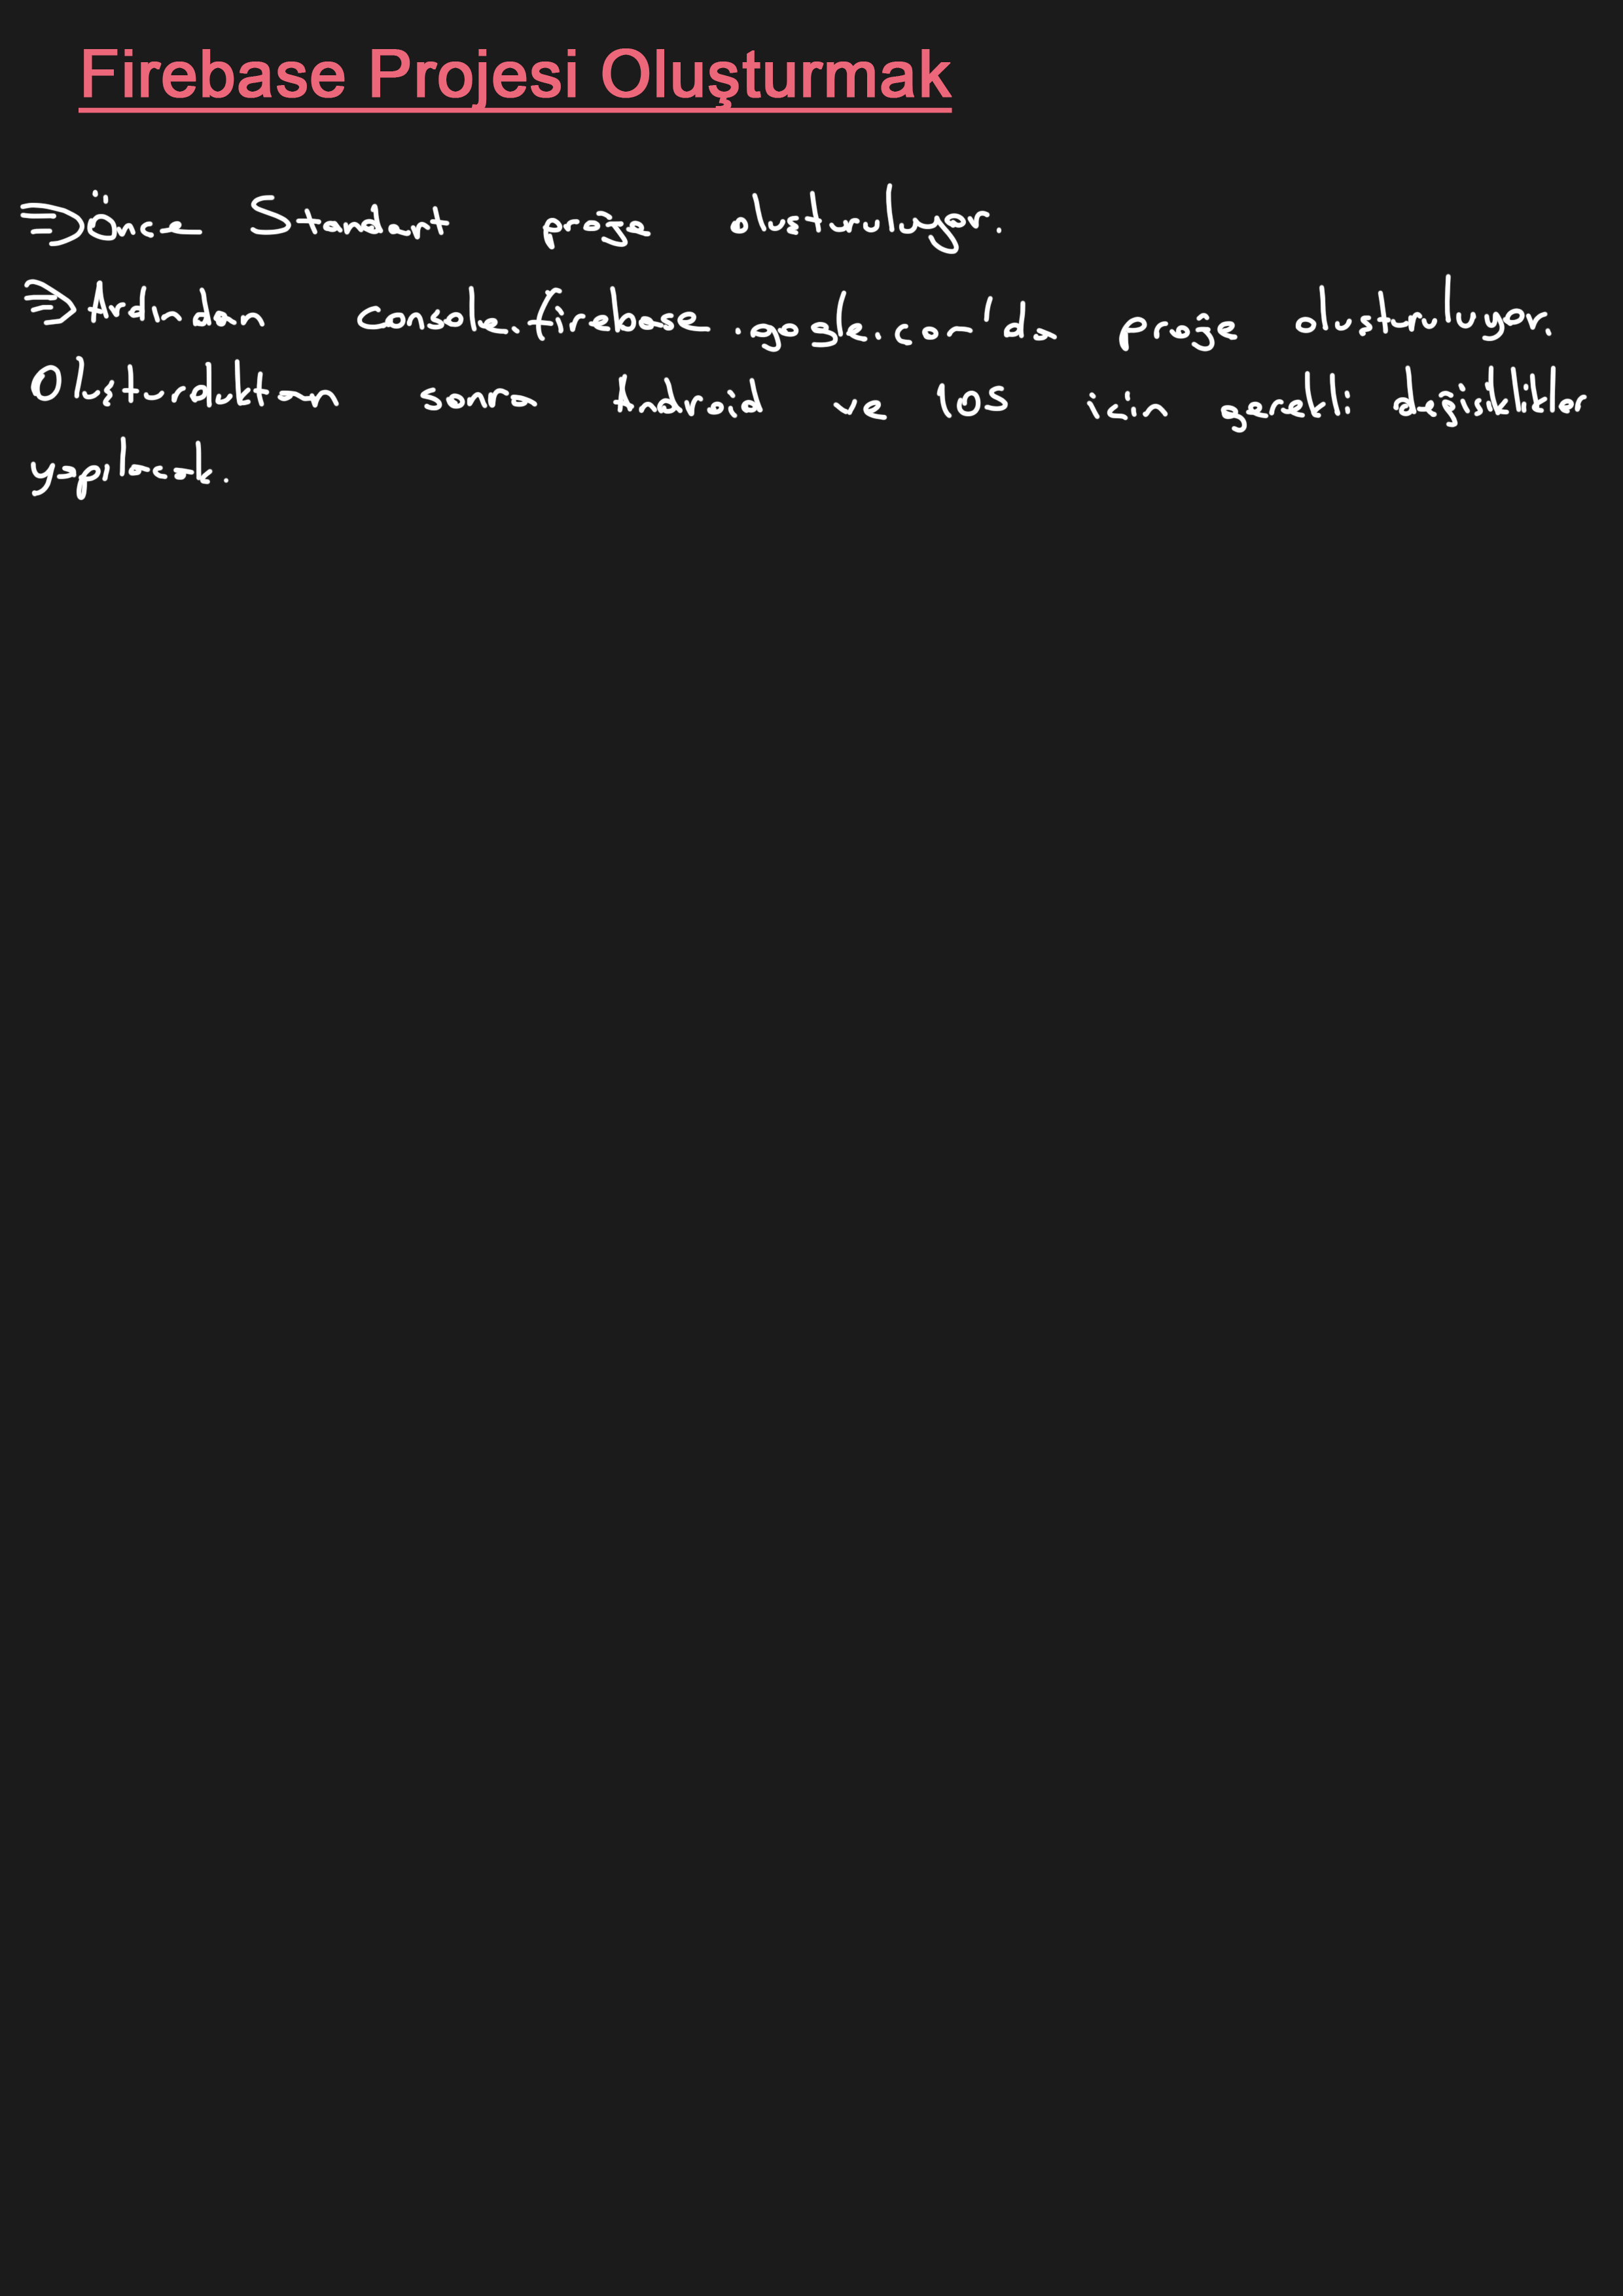 Firebase Projesi Oluşturmak
⇒ Önce Standart proje oluşturuluyor.
⇒ Ardından console.firebase.google.com'da proje oluşturuluyor.
Oluşturulduktan sonra android ve ios için gerekli değişiklikler
yapılacak.